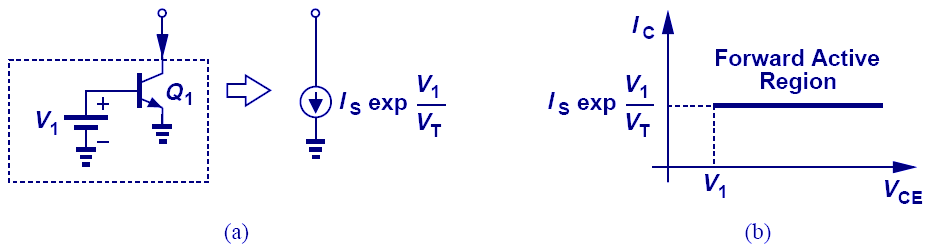 V1
+
−
Q1
IS exp V1
VT
(a)
IC
Forward Active
Region
IS exp V1
VT
V1
VCE
(b)